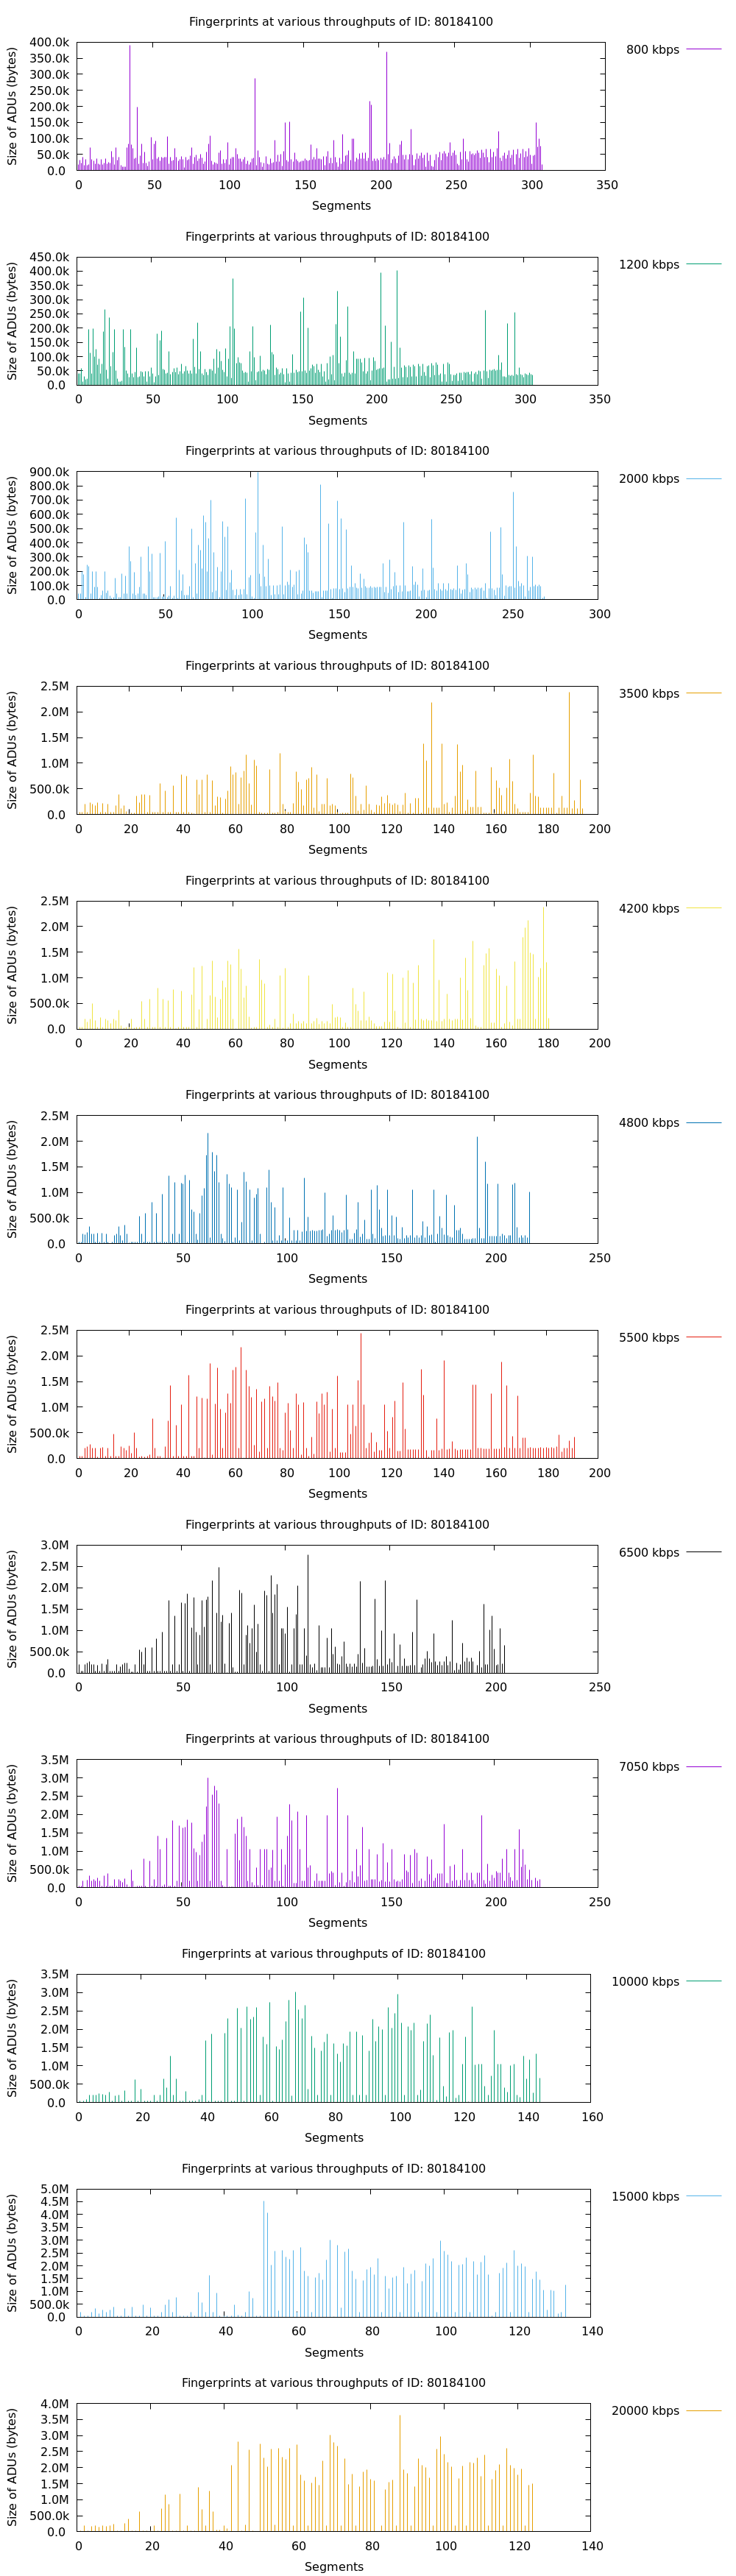 Fingerprints at various throughputs of ID: 80184100
800 kbps
Size of ADUs (bytes)
400.0k
350.0k
300.0k
250.0k
200.0k
150.0k
100.0k
50.0k
0.0
0 50 100 150 200 250 300 350
Segments
Fingerprints at various throughputs of ID: 80184100
1200 kbps
Size of ADUs (bytes)
450.0k
400.0k
350.0k
300.0k
250.0k
200.0k
150.0k
100.0k
50.0k
0.0
0 50 100 150 200 250 300 350
Segments
Fingerprints at various throughputs of ID: 80184100
2000 kbps
Size of ADUs (bytes)
900.0k
800.0k
700.0k
600.0k
500.0k
400.0k
300.0k
200.0k
100.0k
0.0
0 50 100 150 200 250 300
Segments
Fingerprints at various throughputs of ID: 80184100
3500 kbps
Size of ADUs (bytes)
2.5M
2.0M
1.5M
1.0M
500.0k
0.0
0 20 40 60 80 100 120 140 160 180 200
Segments
Fingerprints at various throughputs of ID: 80184100
4200 kbps
Size of ADUs (bytes)
2.5M
2.0M
1.5M
1.0M
500.0k
0.0
0 20 40 60 80 100 120 140 160 180 200
Segments
Fingerprints at various throughputs of ID: 80184100
4800 kbps
Size of ADUs (bytes)
2.5M
2.0M
1.5M
1.0M
500.0k
0.0
0 50 100 150 200 250
Segments
Fingerprints at various throughputs of ID: 80184100
5500 kbps
Size of ADUs (bytes)
2.5M
2.0M
1.5M
1.0M
500.0k
0.0
0 20 40 60 80 100 120 140 160 180 200
Segments
Fingerprints at various throughputs of ID: 80184100
6500 kbps
Size of ADUs (bytes)
3.0M
2.5M
2.0M
1.5M
1.0M
500.0k
0.0
0 50 100 150 200 250
Segments
Fingerprints at various throughputs of ID: 80184100
7050 kbps
Size of ADUs (bytes)
3.5M
3.0M
2.5M
2.0M
1.5M
1.0M
500.0k
0.0
0 50 100 150 200 250
Segments
Fingerprints at various throughputs of ID: 80184100
10000 kbps
Size of ADUs (bytes)
3.5M
3.0M
2.5M
2.0M
1.5M
1.0M
500.0k
0.0
0 20 40 60 80 100 120 140 160
Segments
Fingerprints at various throughputs of ID: 80184100
15000 kbps
Size of ADUs (bytes)
5.0M
4.5M
4.0M
3.5M
3.0M
2.5M
2.0M
1.5M
1.0M
500.0k
0.0
0 20 40 60 80 100 120 140
Segments
Fingerprints at various throughputs of ID: 80184100
20000 kbps
Size of ADUs (bytes)
4.0M
3.5M
3.0M
2.5M
2.0M
1.5M
1.0M
500.0k
0.0
0 20 40 60 80 100 120 140
Segments